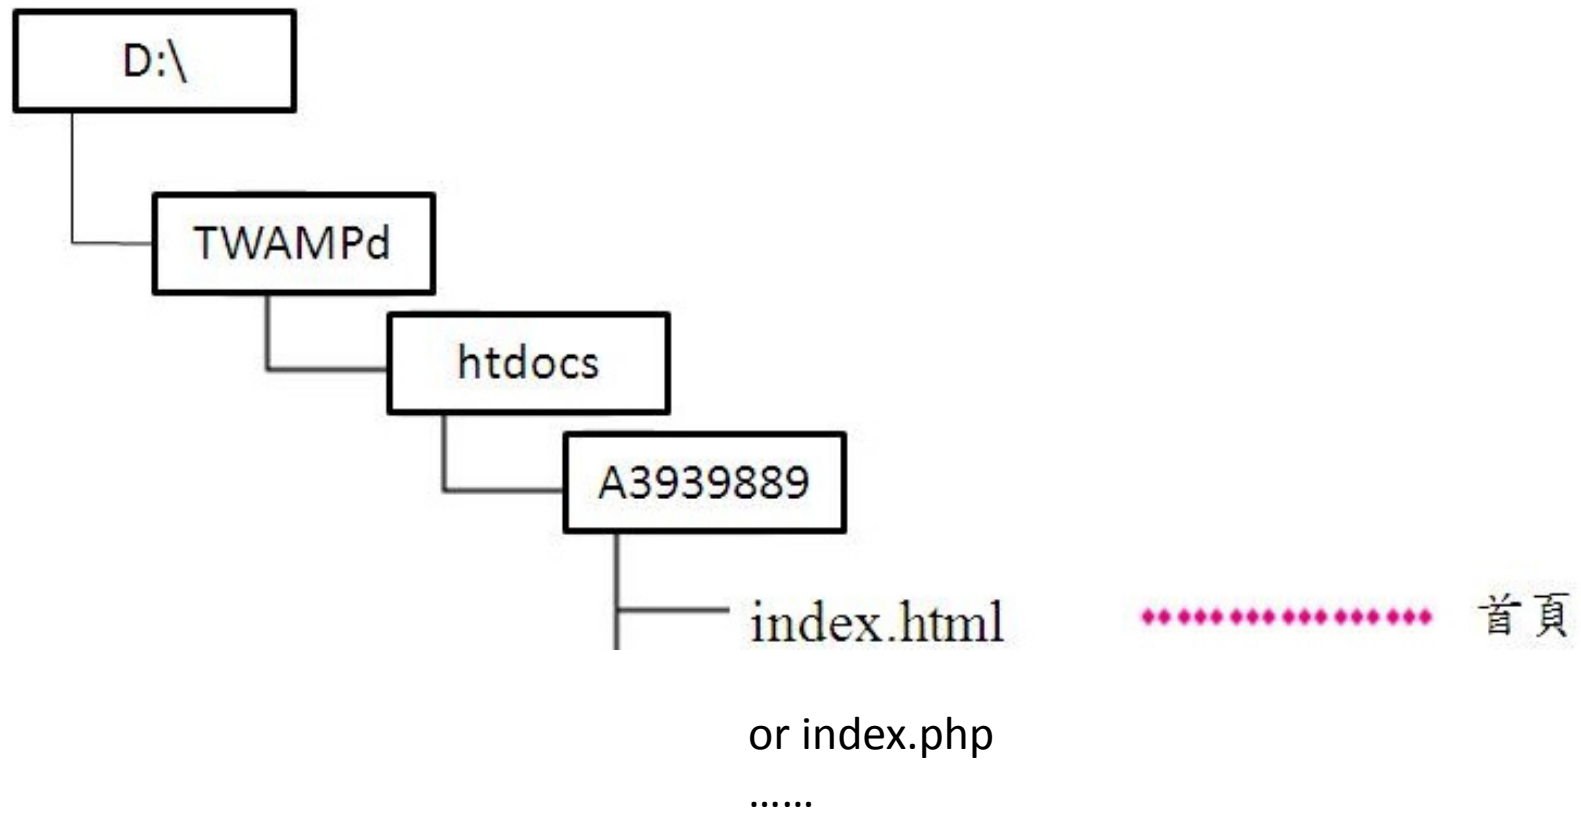 D:\
TWAMPd
htdocs
A3939889
index.html 首頁
or index.php
......